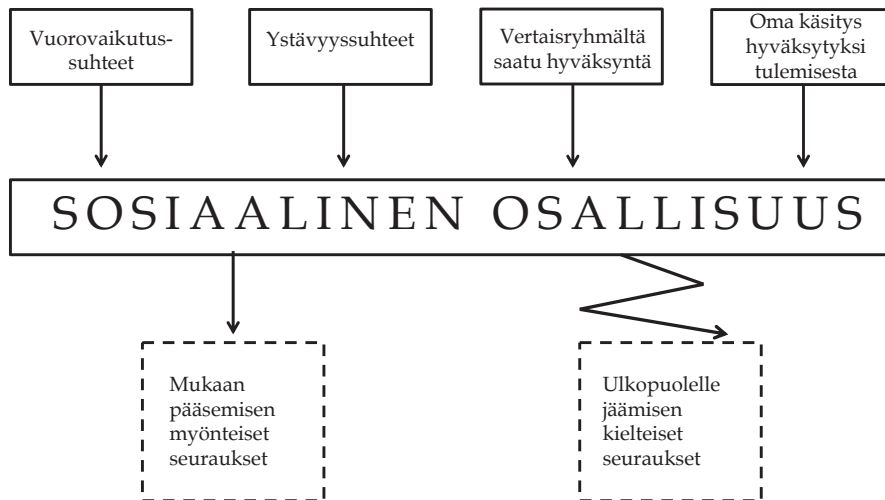 Vuorovaikutus-
suhteet
Ystävyyssuhteet
Vertaisryhmältä
saatu hyväksyntä
Oma käsitys
hyväksytyksi
tulemisesta
SOSIAALINEN OSALLISUUS
Mukaan
pääsemisen
myönteiset
seuraukset
Ulkopuolelle
jäämisen
kielteiset
seuraukset